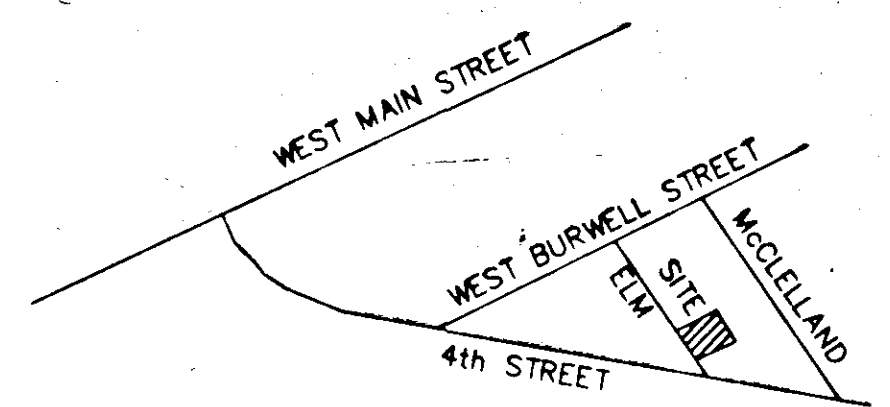 WEST MAIN STREET
WEST BURWELL STREET
McCLELLAND
SITE
ELM
4th STREET